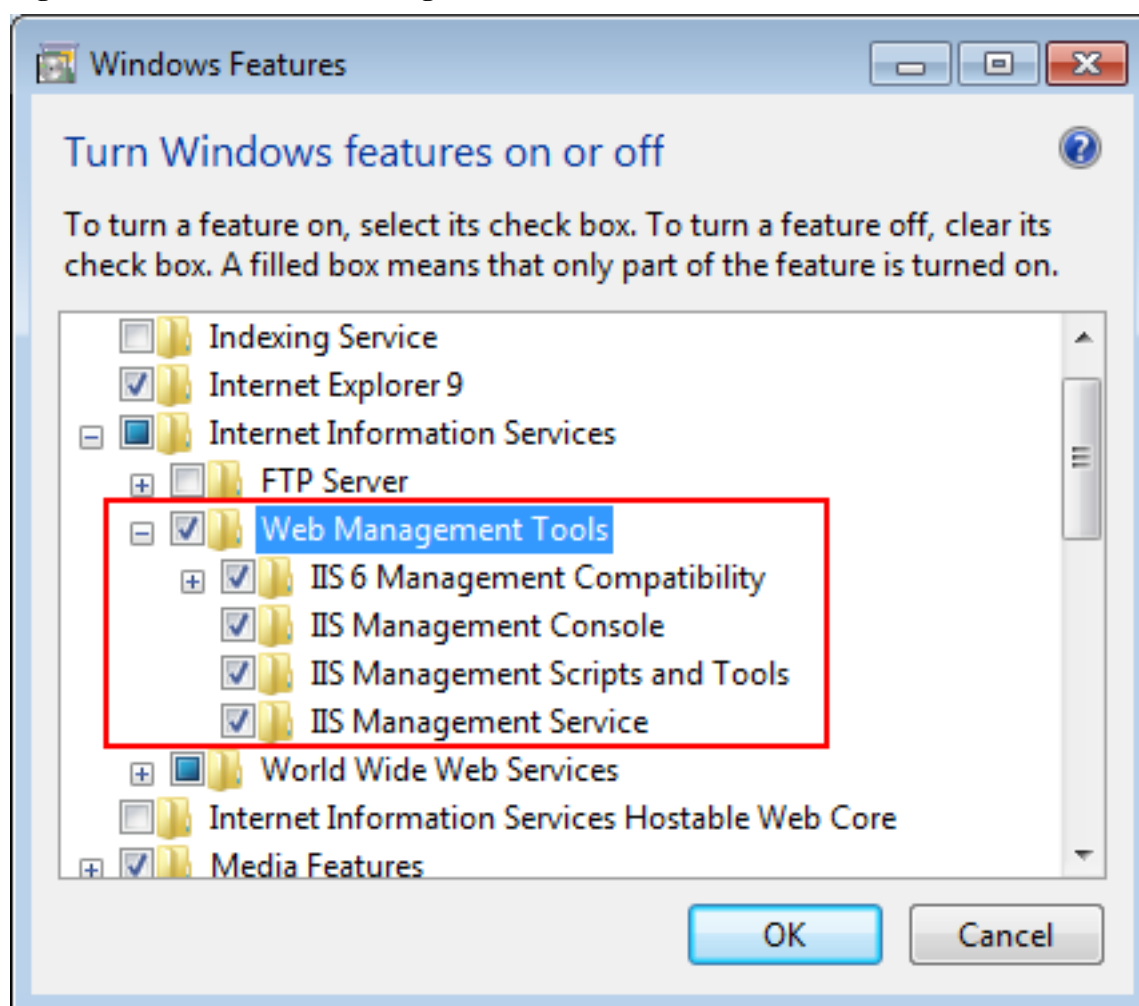 Windows Features
Turn Windows features on or off
To turn a feature on, select its check box. To turn a feature off, clear its
check box. A filled box means that only part of the feature is turned on.
Indexing Service
Internet Explorer 9
Internet Information Services
FTP Server
Web Management Tools
IIS 6 Management Compatibility
IIS Management Console
IIS Management Scripts and Tools
IIS Management Service
World Wide Web Services
Internet Information Services Hostable Web Core
Media Features
OK
Cancel